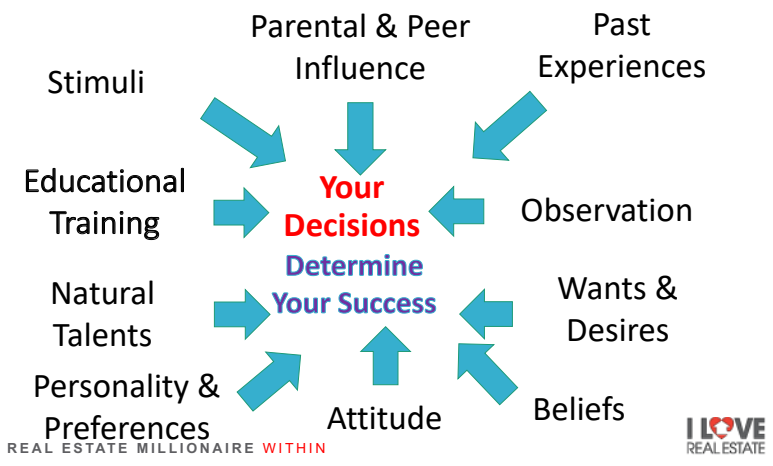 Parental & Peer
Influence
Past
Experiences
Stimuli
Educational
Training
Your
Decisions
Determine
Your Success
Observation
Natural
Talents
Wants &
Desires
Personality &
Preferences
Attitude
Beliefs
REAL ESTATE MILLIONAIRE WITHIN
I LOVE
REAL ESTATE